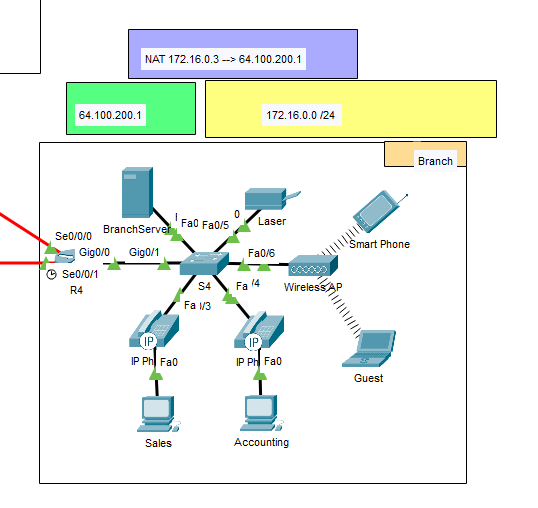 NAT 172.16.0.3 --> 64.100.200.1
64.100.200.1
172.16.0.0 /24
Branch
BranchServer
Fa0
Fa0/5
0
Laser
Smart Phone
Se0/0/0
Gig0/0
Gig0/1
Fa0/6
Se0/0/1
R4
S4
Wireless AP
Fa
/3
Fa
/4
IP
IP
IP Ph
Fa0
IP Ph
Fa0
Guest
Sales
Accounting